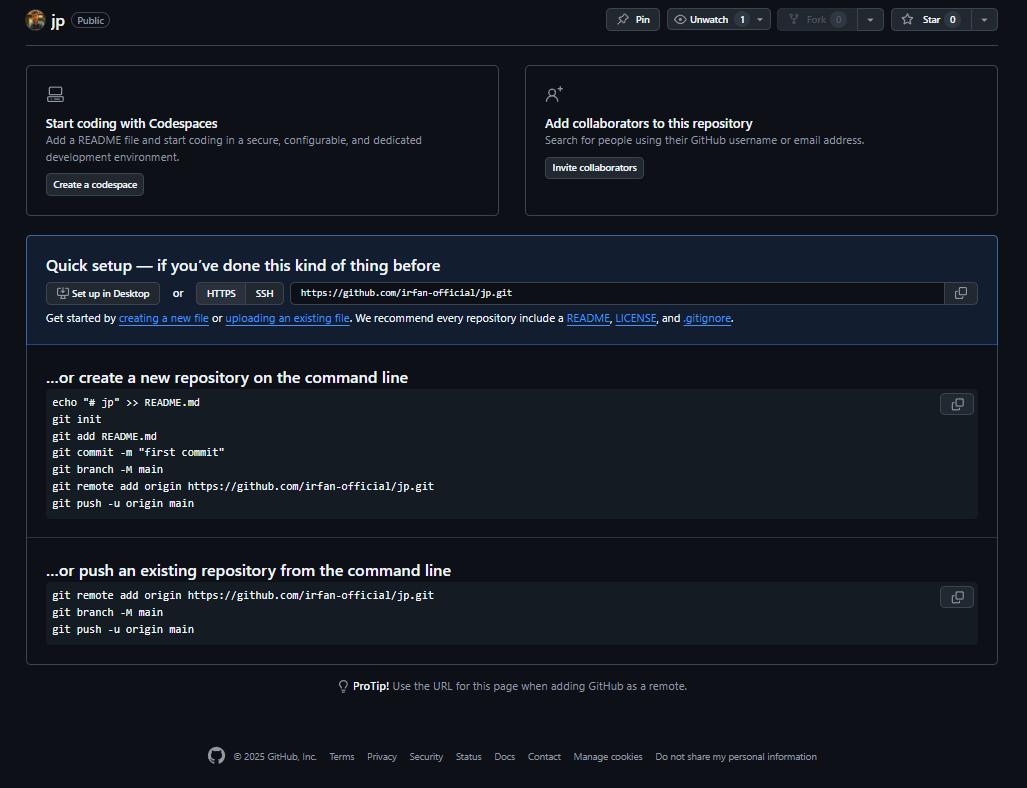 jp Public Pin Unwatch 1 Fork 0 Star 0
Start coding with Codespaces
Add a README file and start coding in a secure, configurable, and dedicated
development environment.
Create a codespace
Add collaborators to this repository
Search for people using their GitHub username or email address.
Invite collaborators
Quick setup — if you’ve done this kind of thing before
Set up in Desktop or HTTPS SSH https://github.com/irfan-official/jp.git
Get started by creating a new file or uploading an existing file. We recommend every repository include a README, LICENSE, and .gitignore.
…or create a new repository on the command line
echo "# jp" >> README.md
git init
git add README.md
git commit -m "first commit"
git branch -M main
git remote add origin https://github.com/irfan-official/jp.git
git push -u origin main
…or push an existing repository from the command line
git remote add origin https://github.com/irfan-official/jp.git
git branch -M main
git push -u origin main
ProTip! Use the URL for this page when adding GitHub as a remote.
© 2025 GitHub, Inc. Terms Privacy Security Status Docs Contact Manage cookies Do not share my personal information